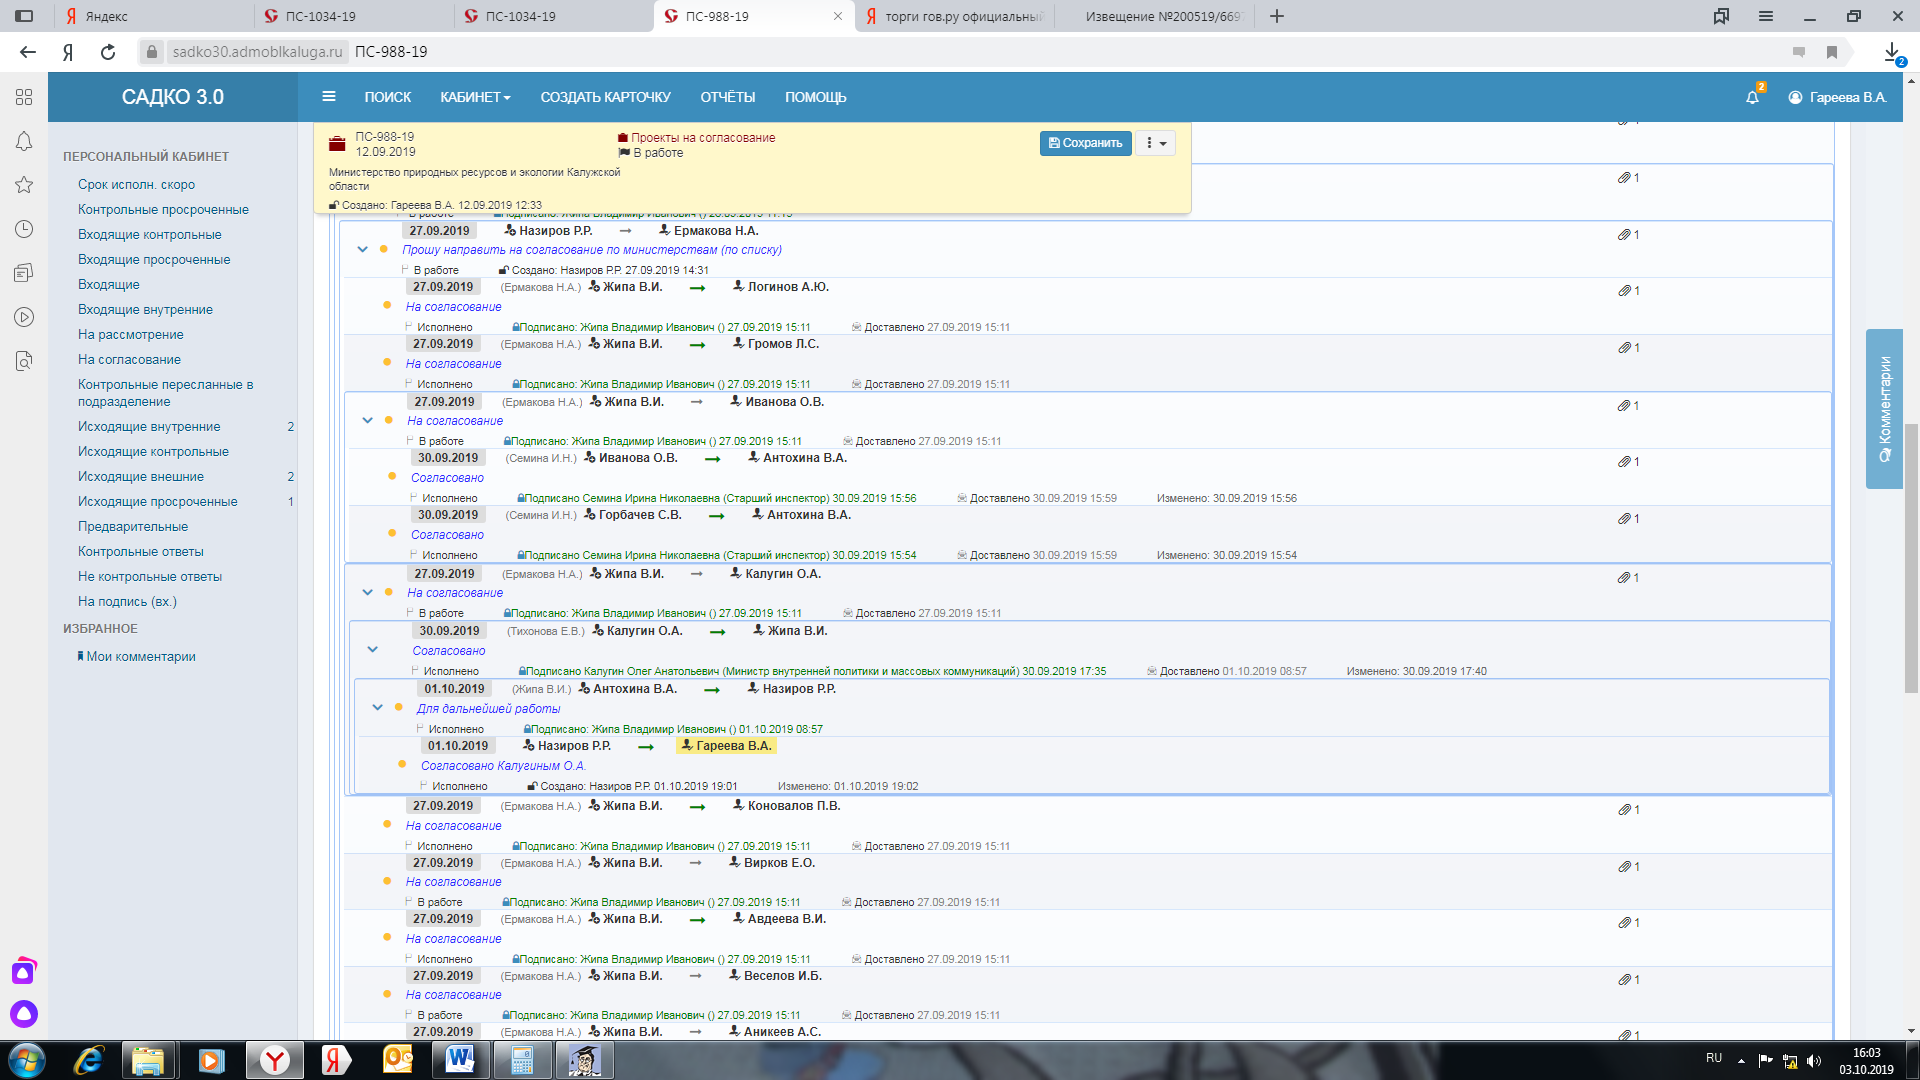 Яндекс
ПС-1034-19
ПС-1034-19
ПС-988-19
торги гов.ру официальный
Извещение №200519/669
sadko30.admoblkaluga.ru ПС-988-19
2
САДКО 3.0
ПОИСК КАБИНЕТ СОЗДАТЬ КАРТОЧКУ ОТЧЁТЫ ПОМОЩЬ
2
Гареева В.А.
ПЕРСОНАЛЬНЫЙ КАБИНЕТ
Срок исполн. скоро
Контрольные просроченные
Входящие контрольные
Входящие просроченные
Входящие
Входящие внутренние
На рассмотрение
На согласование
Контрольные пересланные в
подразделение
Исходящие внутренние 2
Исходящие контрольные
Исходящие внешние 2
Исходящие просроченные 1
Предварительные
Контрольные ответы
Не контрольные ответы
На подпись (вх.)
ИЗБРАННОЕ
Мои комментарии
ПС-988-19
12.09.2019
Проекты на согласование
В работе
Сохранить
Министерство природных ресурсов и экологии Калужской
области
Создано: Гареева В.А. 12.09.2019 12:33
1
27.09.2019 Назиров Р.Р. → Ермакова Н.А. 1
Прошу направить на согласование по министерствам (по списку)
В работе Создано: Назиров Р.Р. 27.09.2019 14:31
27.09.2019 (Ермакова Н.А.) Жипа В.И. → Логинов А.Ю. 1
На согласование
Исполнено Подписано: Жипа Владимир Иванович () 27.09.2019 15:11 Доставлено 27.09.2019 15:11
27.09.2019 (Ермакова Н.А.) Жипа В.И. → Громов Л.С. 1
На согласование
Исполнено Подписано: Жипа Владимир Иванович () 27.09.2019 15:11 Доставлено 27.09.2019 15:11
27.09.2019 (Ермакова Н.А.) Жипа В.И. → Иванова О.В. 1
На согласование
В работе Подписано: Жипа Владимир Иванович () 27.09.2019 15:11 Доставлено 27.09.2019 15:11
30.09.2019 (Семина И.Н.) Иванова О.В. → Антохина В.А. 1
Согласовано
Исполнено Подписано Семина Ирина Николаевна (Старший инспектор) 30.09.2019 15:56 Доставлено 30.09.2019 15:59 Изменено: 30.09.2019 15:56
30.09.2019 (Семина И.Н.) Горбачев С.В. → Антохина В.А. 1
Согласовано
Исполнено Подписано Семина Ирина Николаевна (Старший инспектор) 30.09.2019 15:54 Доставлено 30.09.2019 15:59 Изменено: 30.09.2019 15:54
27.09.2019 (Ермакова Н.А.) Жипа В.И. → Калугин О.А. 1
На согласование
В работе Подписано: Жипа Владимир Иванович () 27.09.2019 15:11 Доставлено 27.09.2019 15:11
30.09.2019 (Тихонова Е.В.) Калугин О.А. → Жипа В.И.
Согласовано
Исполнено Подписано Калугин Олег Анатольевич (Министр внутренней политики и массовых коммуникаций) 30.09.2019 17:35 Доставлено 01.10.2019 08:57 Изменено: 30.09.2019 17:40
01.10.2019 (Жипа В.И.) Антохина В.А. → Назиров Р.Р.
Для дальнейшей работы
Исполнено Подписано: Жипа Владимир Иванович () 01.10.2019 08:57
01.10.2019 Назиров Р.Р. → Гареева В.А.
Согласовано Калугиным О.А.
Исполнено Создано: Назиров Р.Р. 01.10.2019 19:01 Изменено: 01.10.2019 19:02
27.09.2019 (Ермакова Н.А.) Жипа В.И. → Коновалов П.В. 1
На согласование
Исполнено Подписано: Жипа Владимир Иванович () 27.09.2019 15:11 Доставлено 27.09.2019 15:11
27.09.2019 (Ермакова Н.А.) Жипа В.И. → Вирков Е.О. 1
На согласование
В работе Подписано: Жипа Владимир Иванович () 27.09.2019 15:11 Доставлено 27.09.2019 15:11
27.09.2019 (Ермакова Н.А.) Жипа В.И. → Авдеева В.И. 1
На согласование
Исполнено Подписано: Жипа Владимир Иванович () 27.09.2019 15:11 Доставлено 27.09.2019 15:11
27.09.2019 (Ермакова Н.А.) Жипа В.И. → Веселов И.Б. 1
На согласование
В работе Подписано: Жипа Владимир Иванович () 27.09.2019 15:11 Доставлено 27.09.2019 15:11
27.09.2019 (Ермакова Н.А.) Жипа В.И. → Аникеев А.С. 1
Комментарии
RU
16:03
03.10.2019